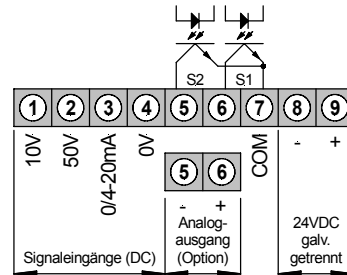 S2 S1
1 2 3 4 5 6 7 8 9
10V 50V 0/4-20mA 0V COM - +
5 6
- +
Signaleingänge (DC)
Analog-
ausgang
(Option)
24VDC
galv.
getrennt